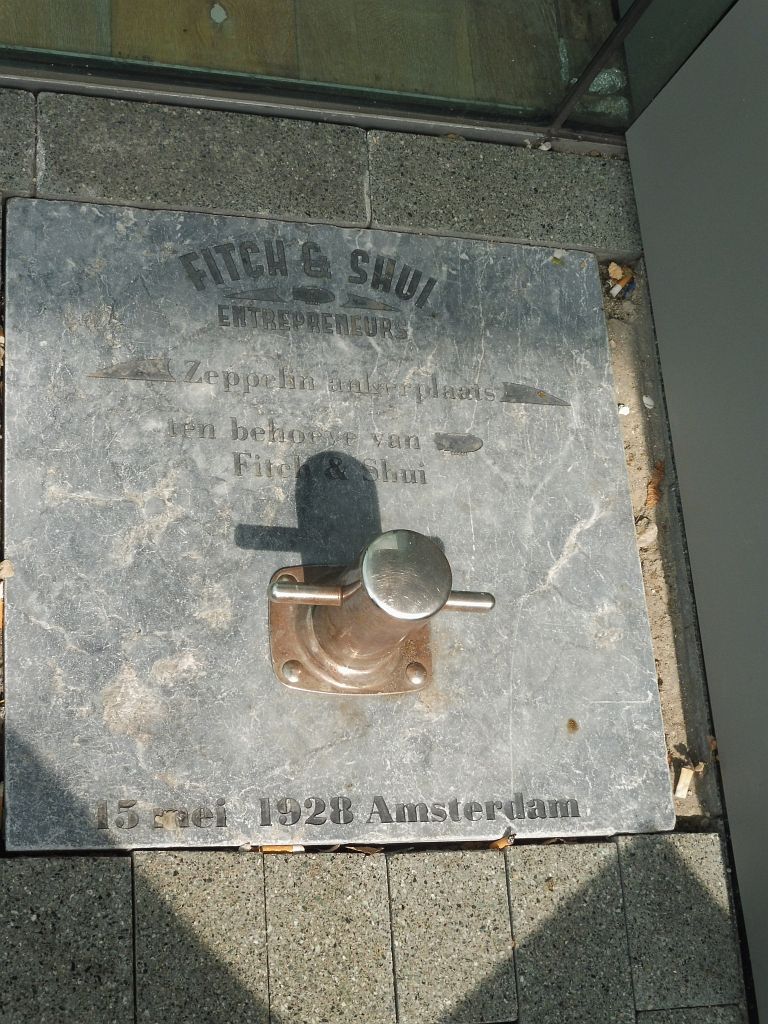 FITCH & SHUI
ENTREPRENEURS
Zeppelin ankerplaats
ten behoeve van
Fitch & Shui
15 mei 1928 Amsterdam